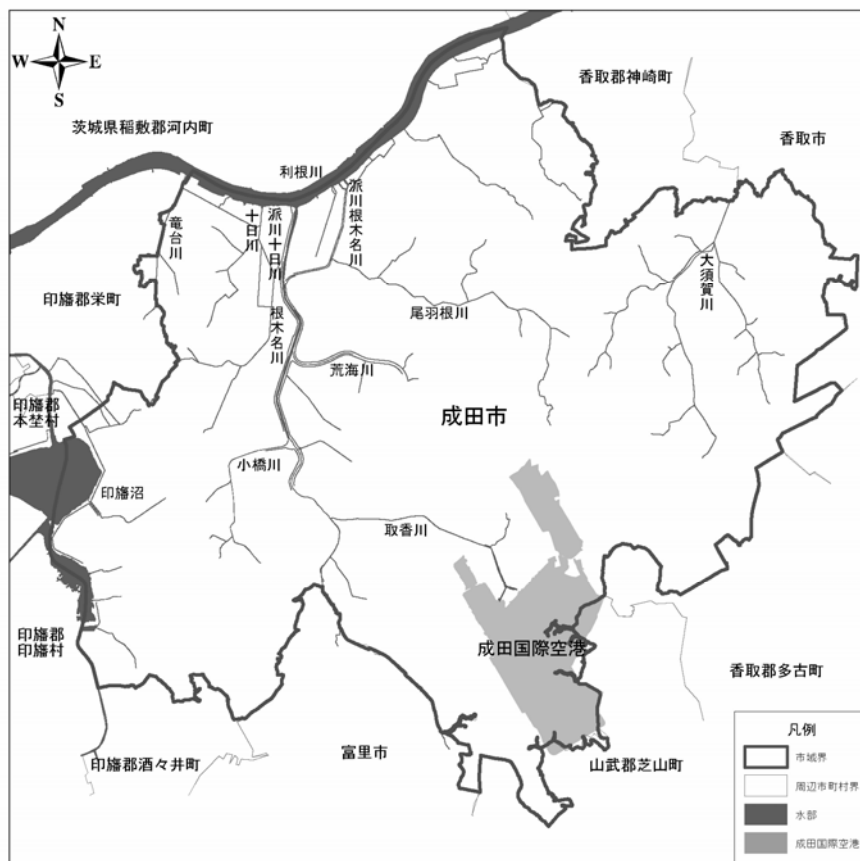 N
W
E
S
香取郡神崎町
茨城県稲敷郡河内町
香取市
利根川
派川根木名川
十日川
派川十日川
竜台川
大須賀川
印旛郡栄町
尾羽根川
根木名川
荒海川
印旛郡
本埜村
成田市
小橋川
印旛沼
取香川
印旛郡
印旛村
成田国際空港
香取郡多古町
富里市
印旛郡酒々井町
山武郡芝山町
凡例
市域界
周辺市町村界
水部
成田国際空港